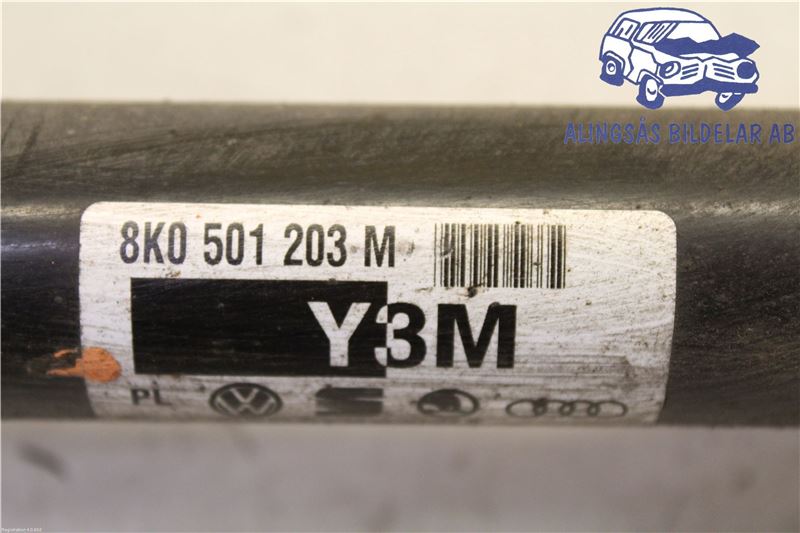 ALINGSÅS BILDELAR AB
8K0 501 203 M
Y3M
PL